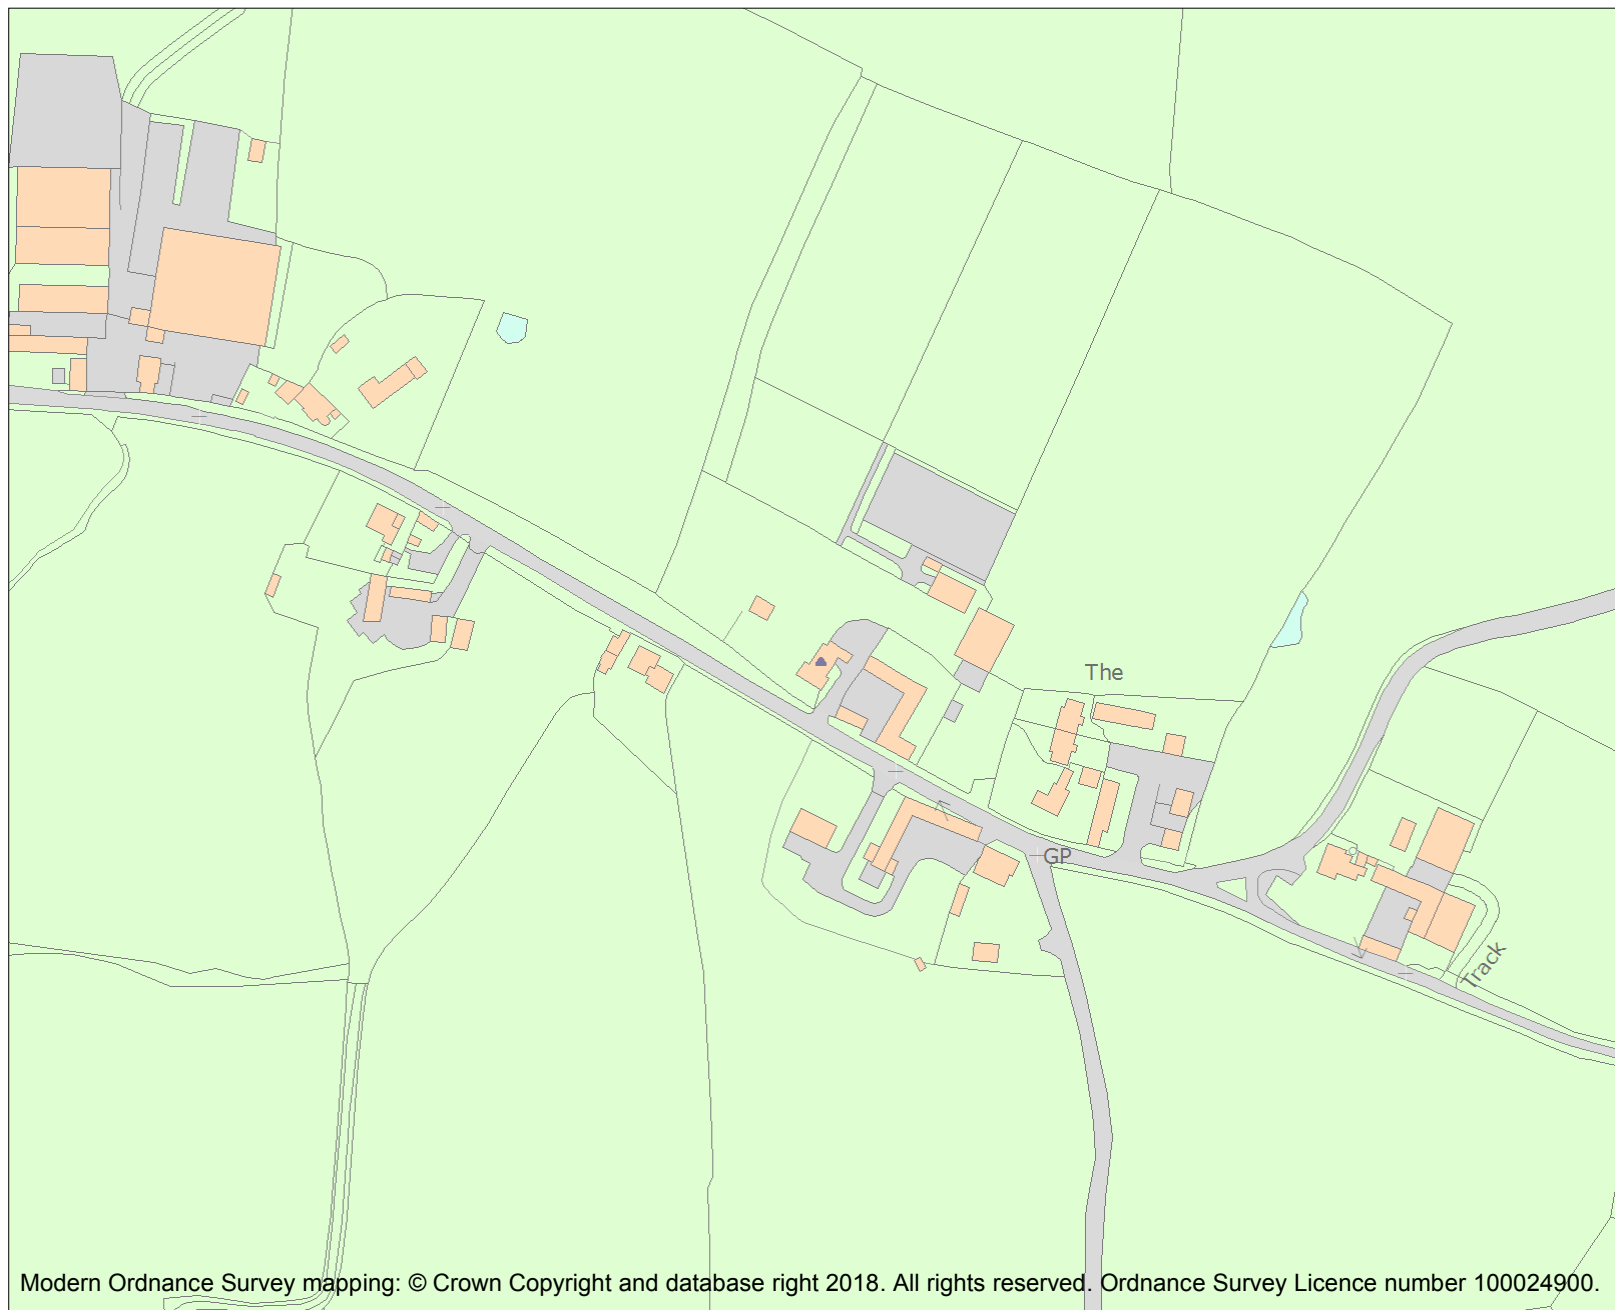 The
GP
Track
Modern Ordnance Survey mapping: © Crown Copyright and database right 2018. All rights reserved. Ordnance Survey Licence number 100024900.